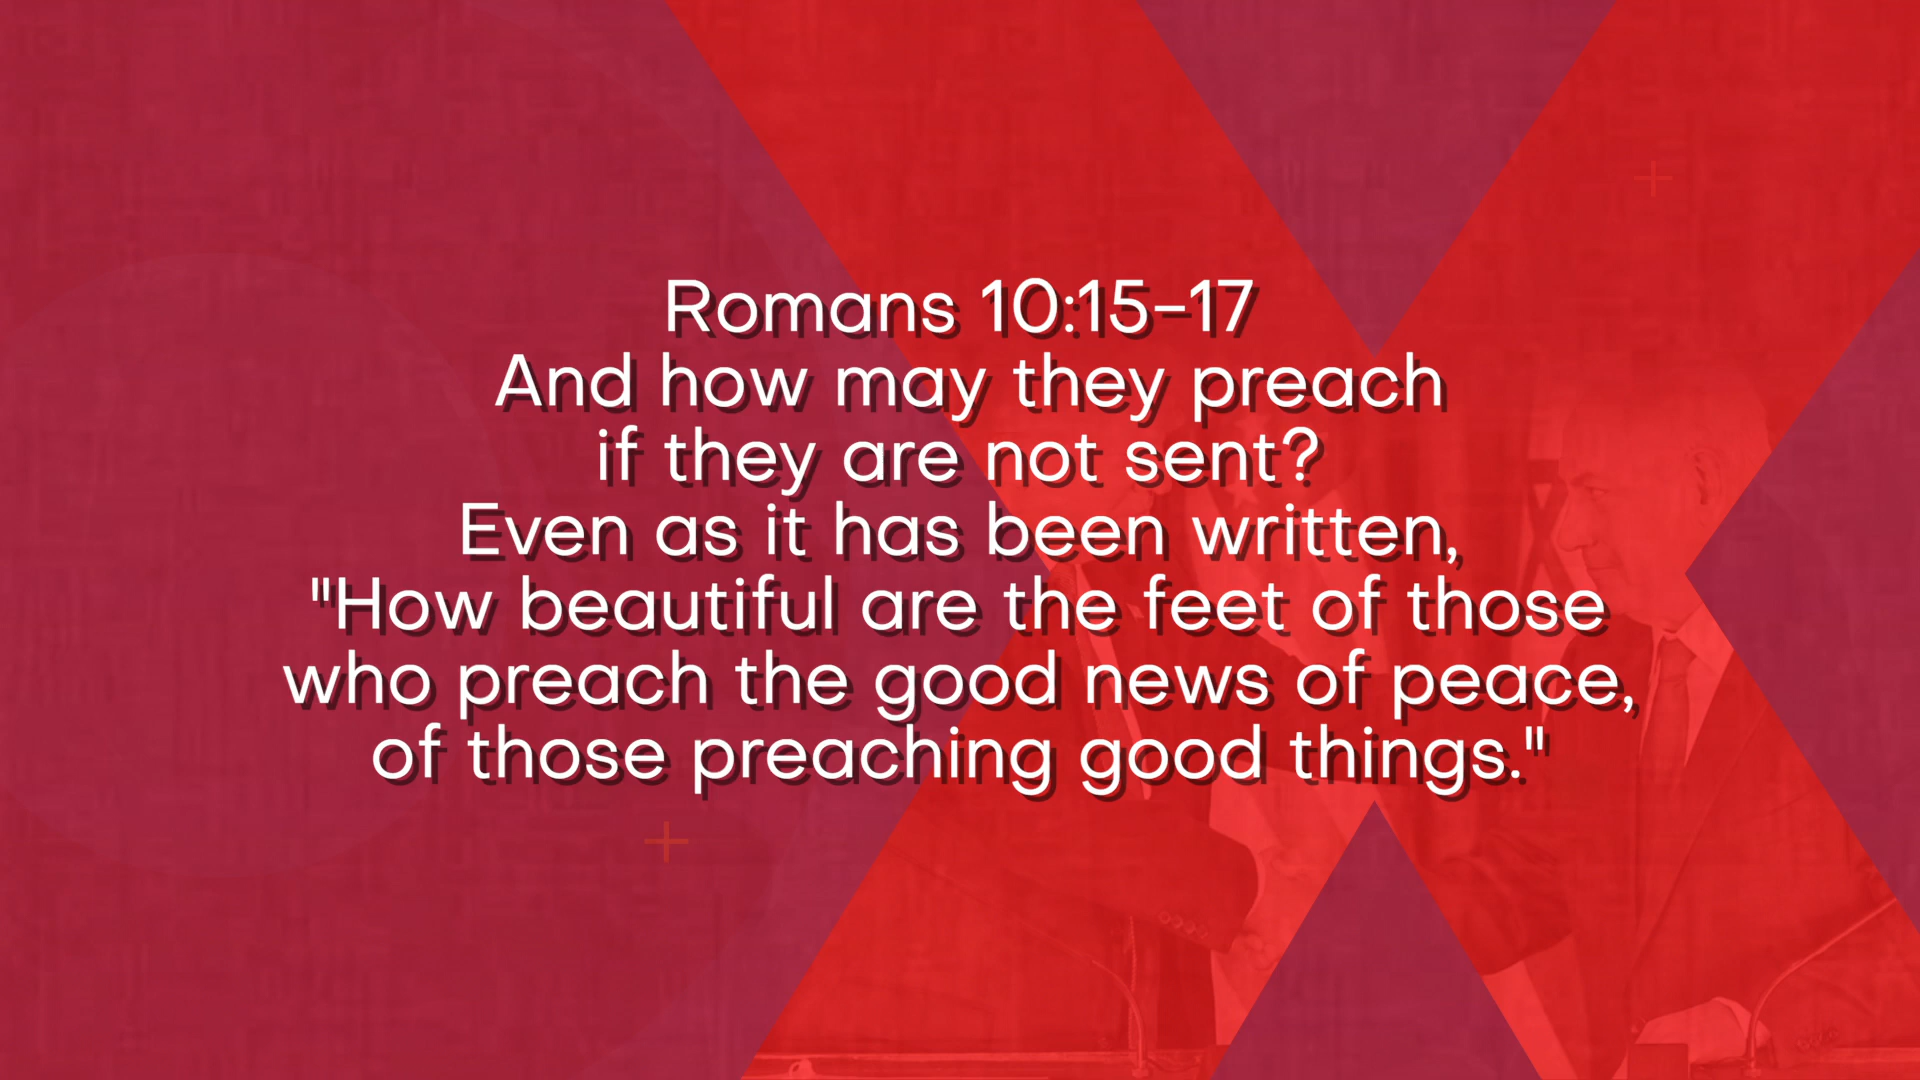 Romans 10:15–17
And how may they preach
if they are not sent?
Even as it has been written,
"How beautiful are the feet of those
who preach the good news of peace,
of those preaching good things."